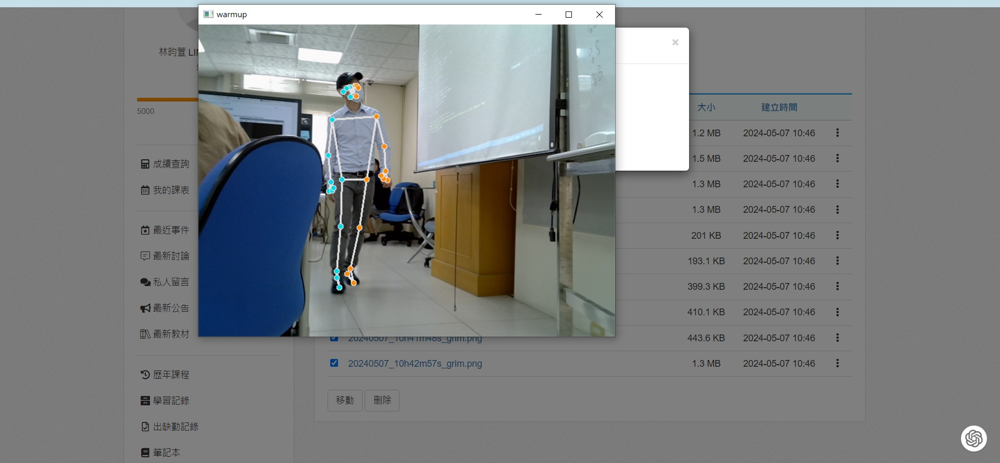 warmup
林昀萱 LI
5000
成績查詢
我的課表
最近事件
最新討論
私人留言
最新公告
最新教材
歷年課程
學習記錄
出缺勤記錄
筆記本
×
大小 建立時間
1.2 MB 2024-05-07 10:46
1.5 MB 2024-05-07 10:46
1.3 MB 2024-05-07 10:46
1.3 MB 2024-05-07 10:46
201 KB 2024-05-07 10:46
193.1 KB 2024-05-07 10:46
399.3 KB 2024-05-07 10:46
410.1 KB 2024-05-07 10:46
20240507_10h41m48s_grim.png 443.6 KB 2024-05-07 10:46
20240507_10h42m57s_grim.png 1.3 MB 2024-05-07 10:46
移動 刪除